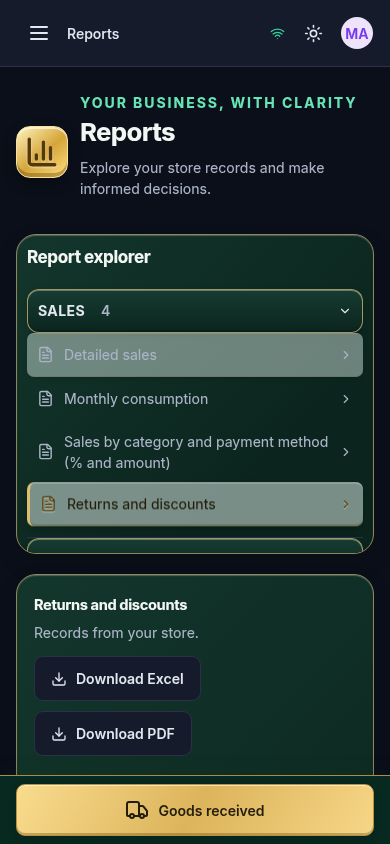 Reports
MA
YOUR BUSINESS, WITH CLARITY
Reports
Explore your store records and make
informed decisions.
Report explorer
SALES 4
Detailed sales
Monthly consumption
Sales by category and payment method
(% and amount)
Returns and discounts
Returns and discounts
Records from your store.
Download Excel
Download PDF
Goods received